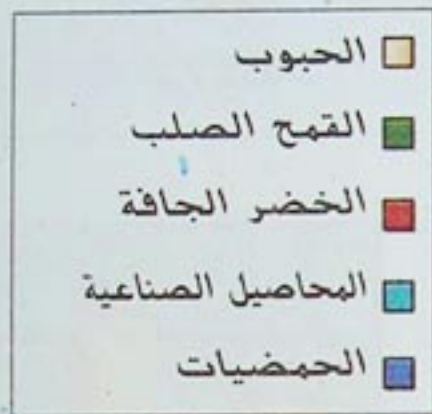 الحبوب
القمح الصلب
الخضر الجافة
المحاصيل الصناعية
الحمضيات